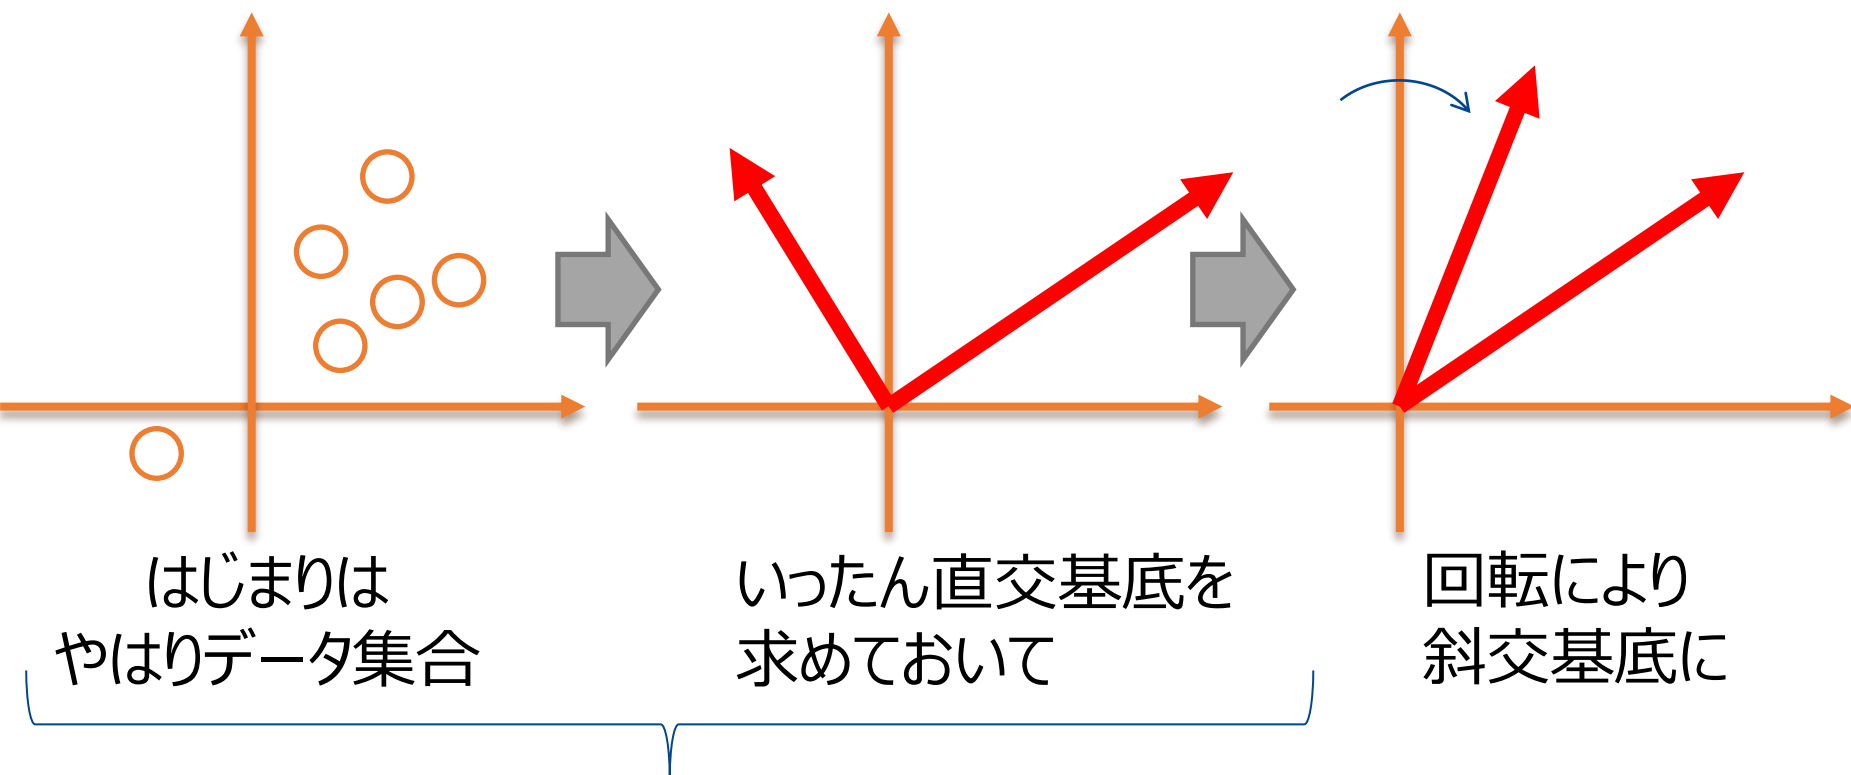 はじまりは
やはりデータ集合
いったん直交基底を
求めておいて
回転により
斜交基底に